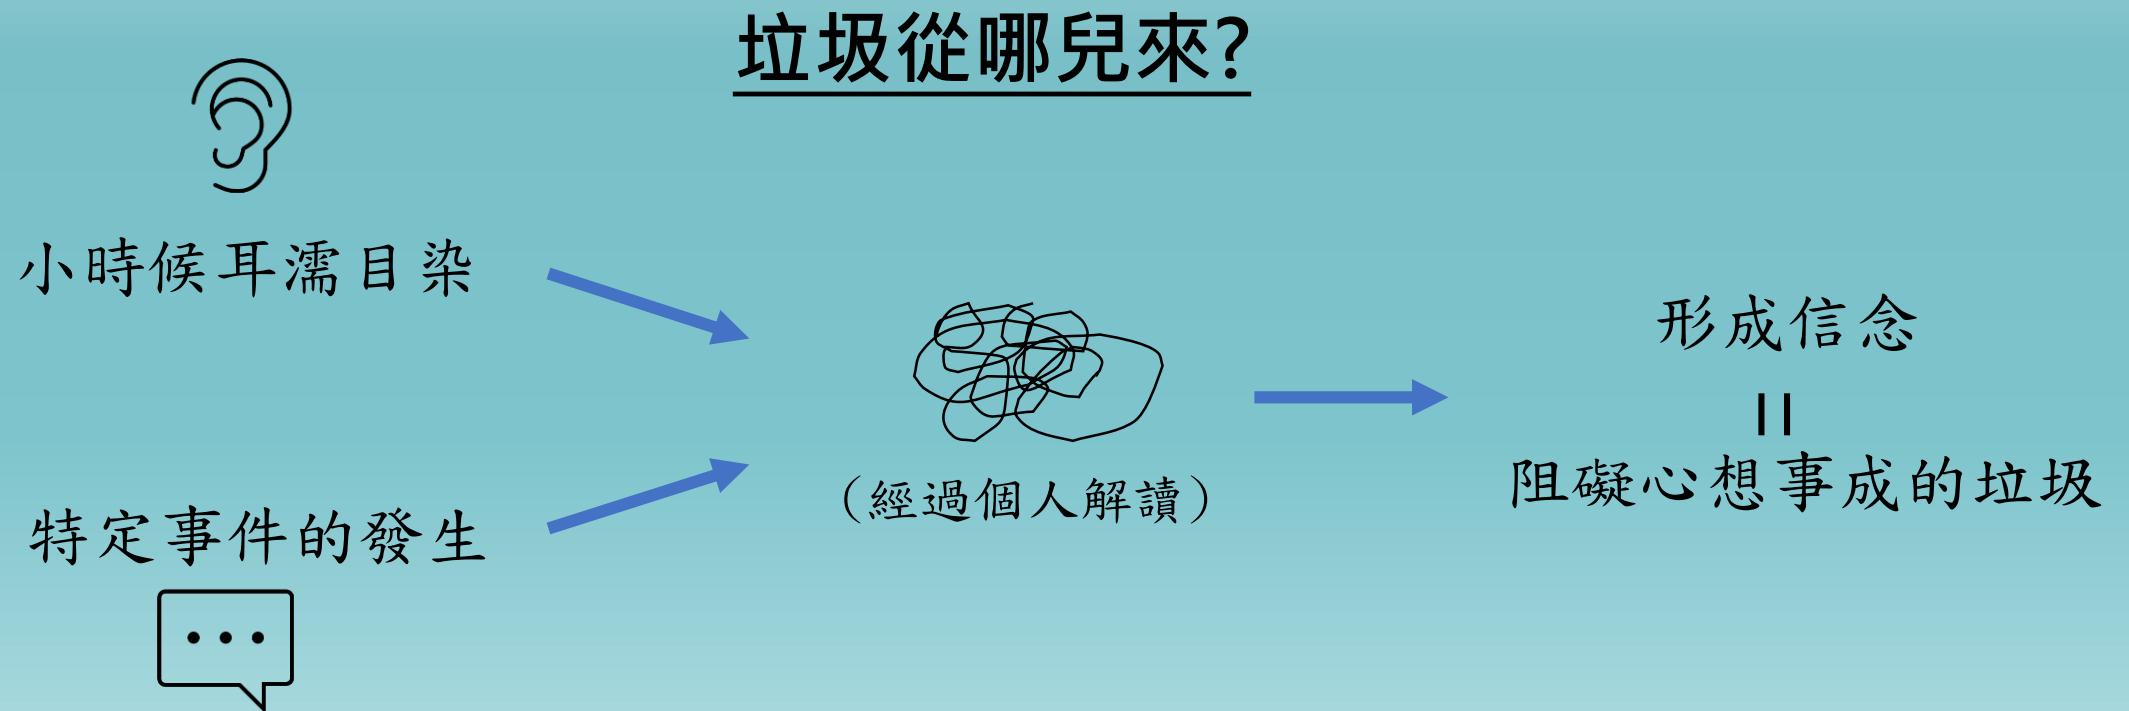 垃圾從哪兒來?
小時候耳濡目染
特定事件的發生
(經過個人解讀)
形成信念
=
阻礙心想事成的垃圾